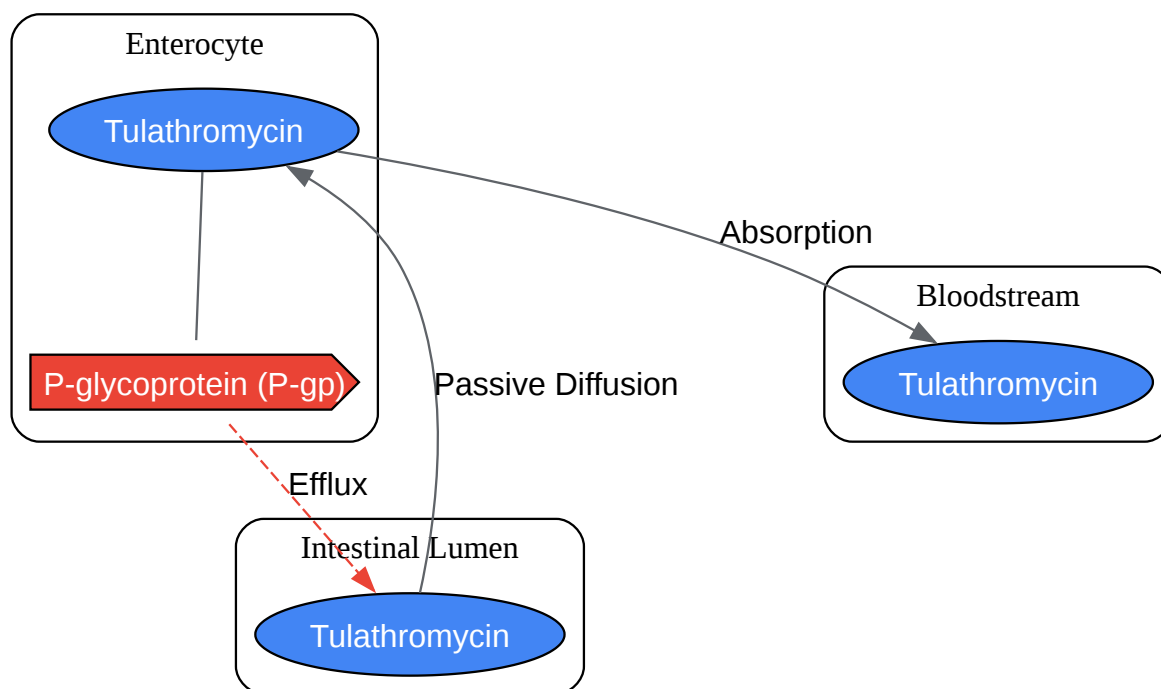 Enterocyte
Tulathromycin
Absorption
Bloodstream
P-glycoprotein (P-gp)
Passive Diffusion
Tulathromycin
Efflux
Intestinal Lumen
Tulathromycin